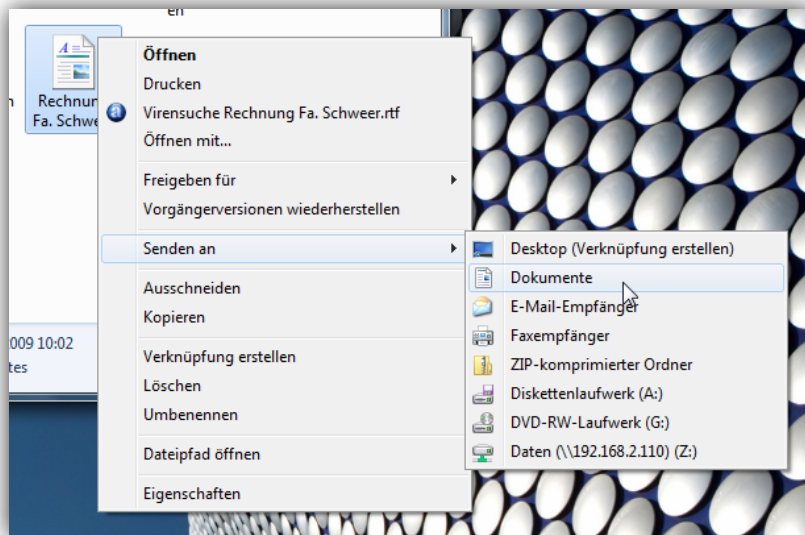 en
Rechnun
Fa. Schwe
Öffnen
Drucken
Virensuche Rechnung Fa. Schweer.rtf
Öffnen mit...
Freigeben für
Vorgängerversionen wiederherstellen
Senden an
Ausschneiden
Kopieren
Verknüpfung erstellen
Löschen
Umbenennen
Dateipfad öffnen
Eigenschaften
Desktop (Verknüpfung erstellen)
Dokumente
E-Mail-Empfänger
Faxempfänger
ZIP-komprimierter Ordner
Diskettenlaufwerk (A:)
DVD-RW-Laufwerk (G:)
Daten (\\192.168.2.110) (Z:)
009 10:02
tes